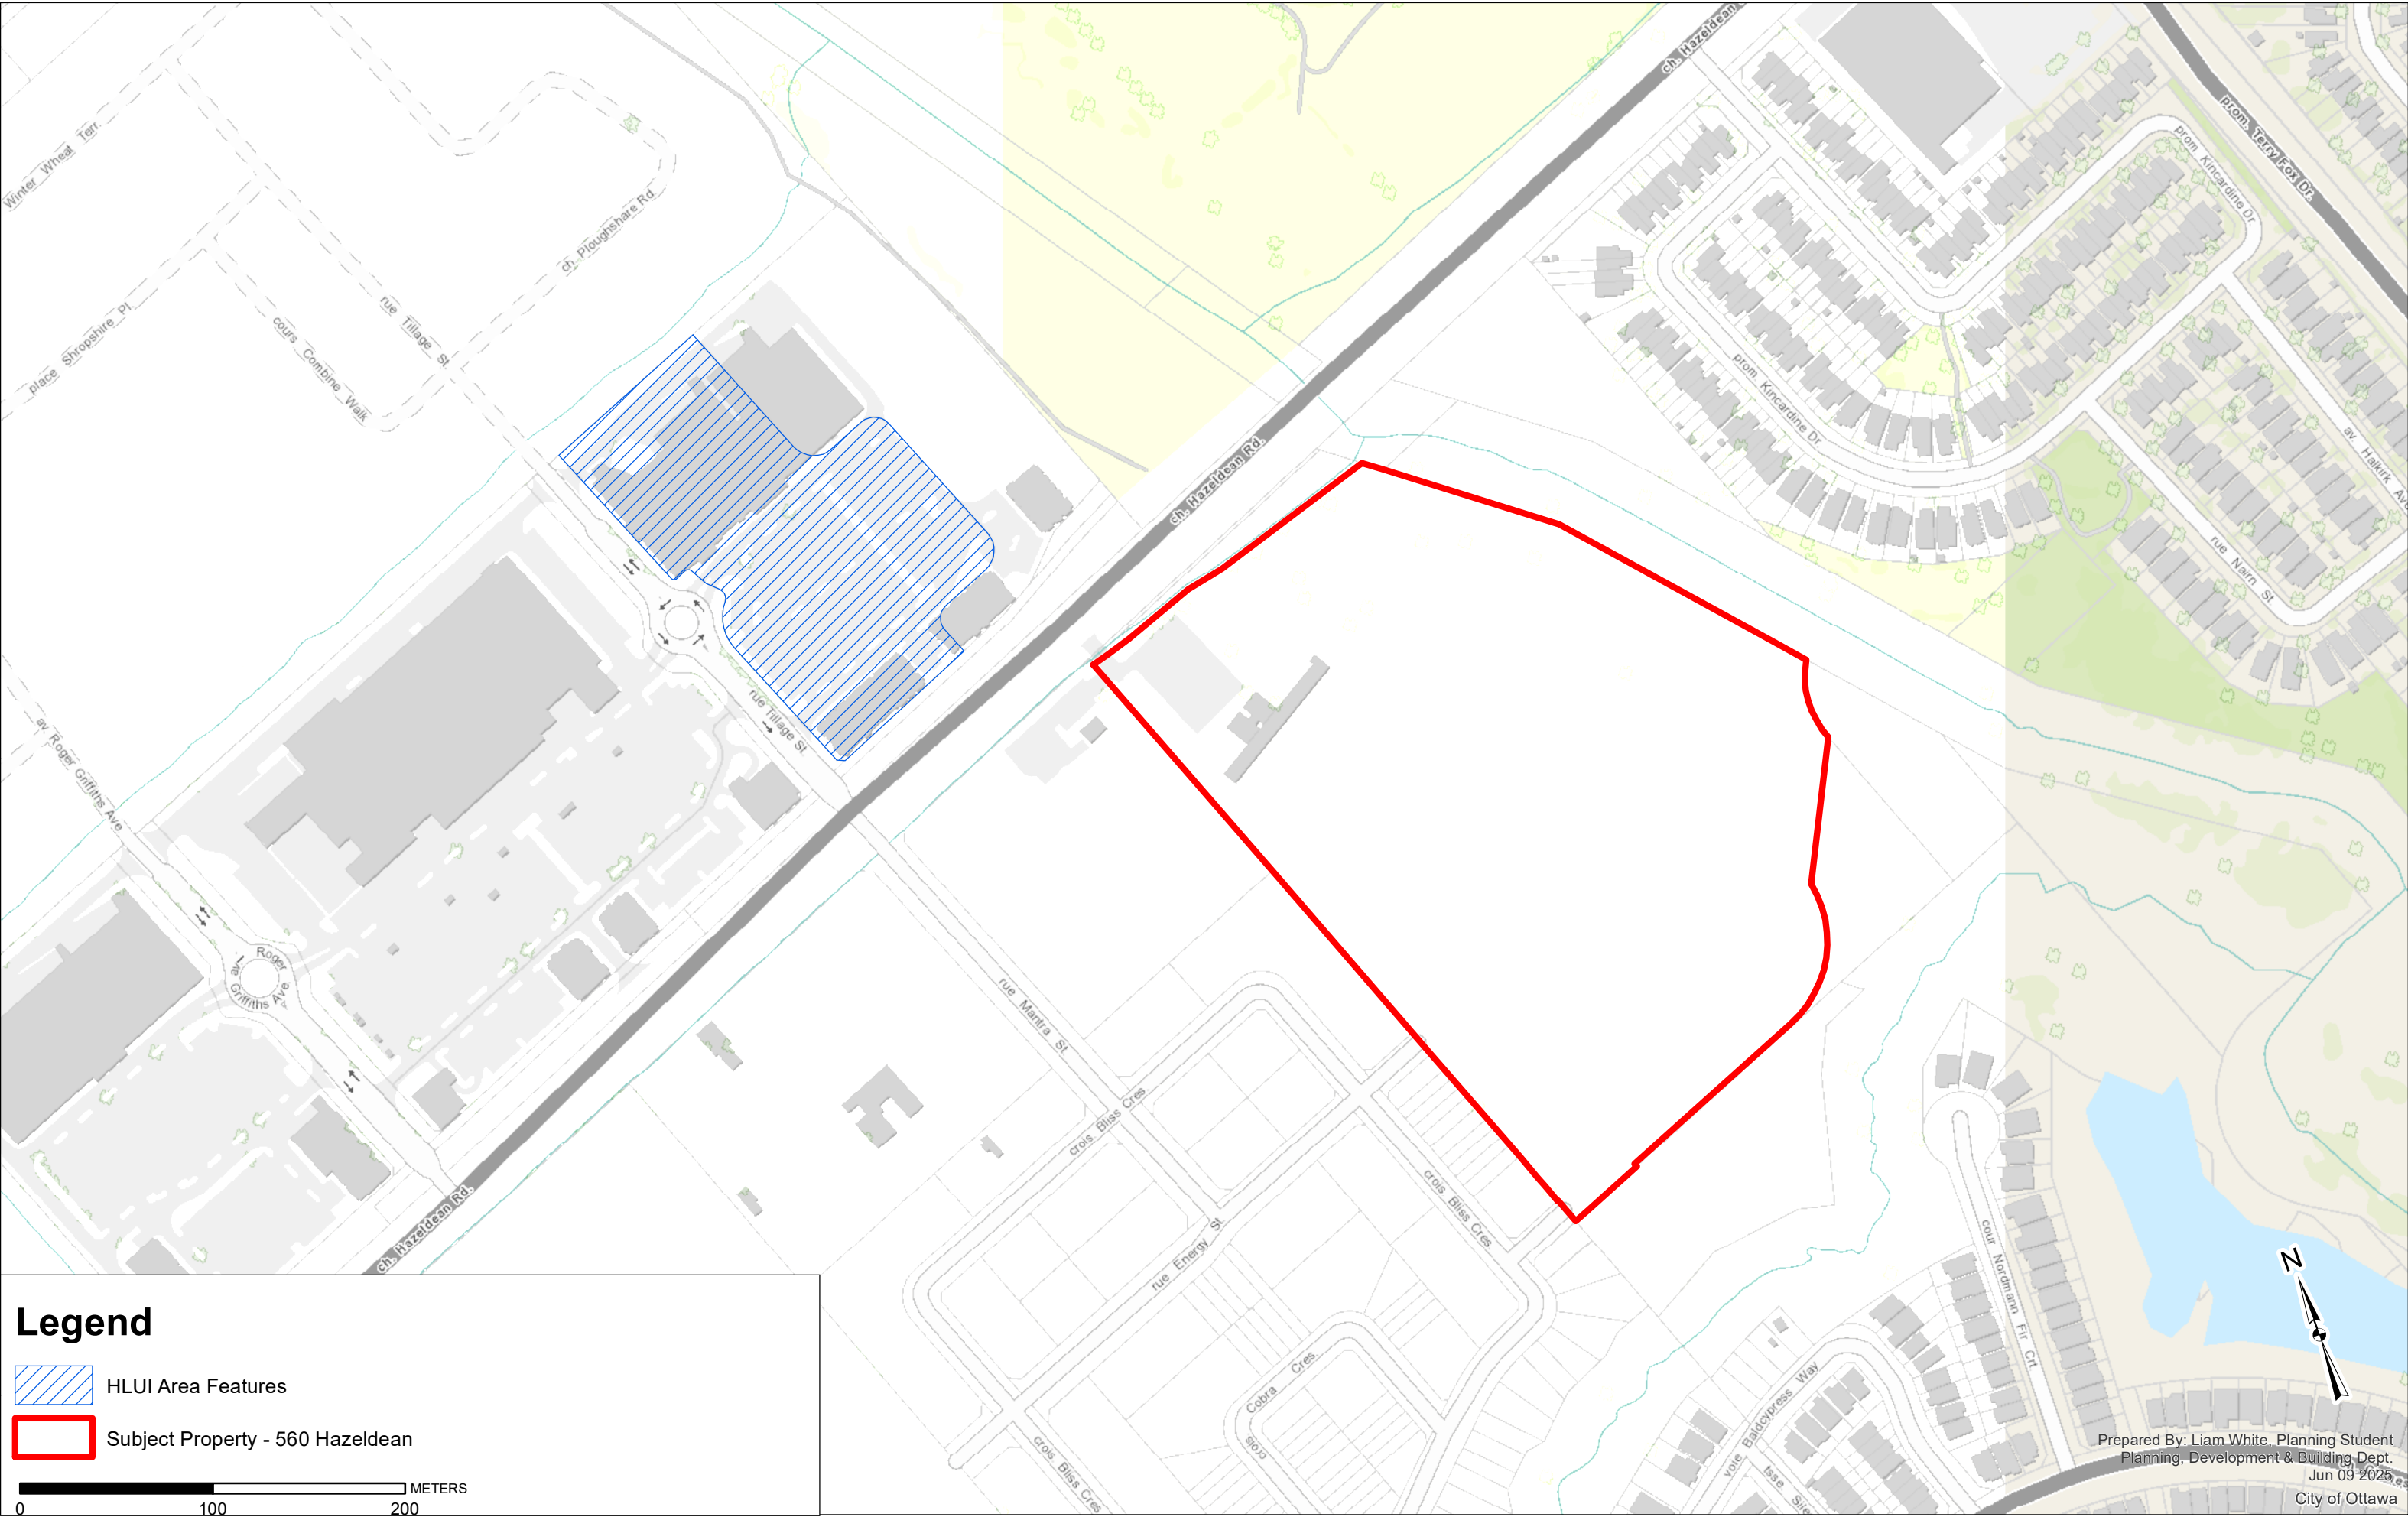 ch. Hazeldean
prom. Terry Fox Dr.
prom. Kincardine Dr
Winter Wheat Terr
ch. Ploughshare Rd
rue Tillage St
place Shropshire Pl
cours Combine Walk
prom. Kincardine Dr.
av. Halkirk Av
ch. Hazeldean Rd.
rue Nairn St
rue Tillage St
av Roger Griffiths Ave
av Roger
Griffiths Ave
rue Mantra St
crois Bliss Cres
crois Bliss Cres
rue Energy St
ch. Hazeldean Rd.
cour Nordmann Fir Crt
Cobra Cres
crois
voie Baldcypress Way
crois Bliss Cres
N
Legend
HLUI Area Features
Subject Property - 560 Hazeldean
METERS
0 100 200
Prepared By: Liam White, Planning Student
Planning, Development & Building Dept.
Jun 09 2025
City of Ottawa